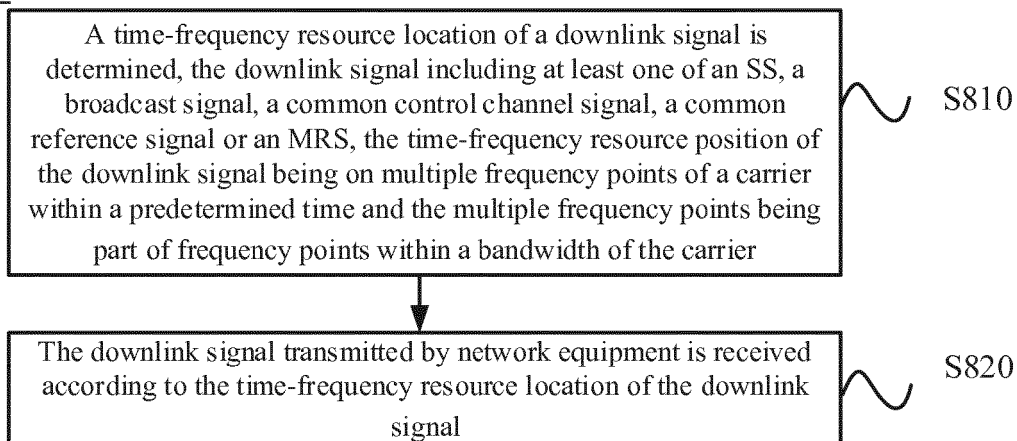 A time-frequency resource location of a downlink signal is
determined, the downlink signal including at least one of an SS, a
broadcast signal, a common control channel signal, a common
reference signal or an MRS, the time-frequency resource position of
the downlink signal being on multiple frequency points of a carrier
within a predetermined time and the multiple frequency points being
part of frequency points within a bandwidth of the carrier
S810
The downlink signal transmitted by network equipment is received
according to the time-frequency resource location of the downlink
signal
S820